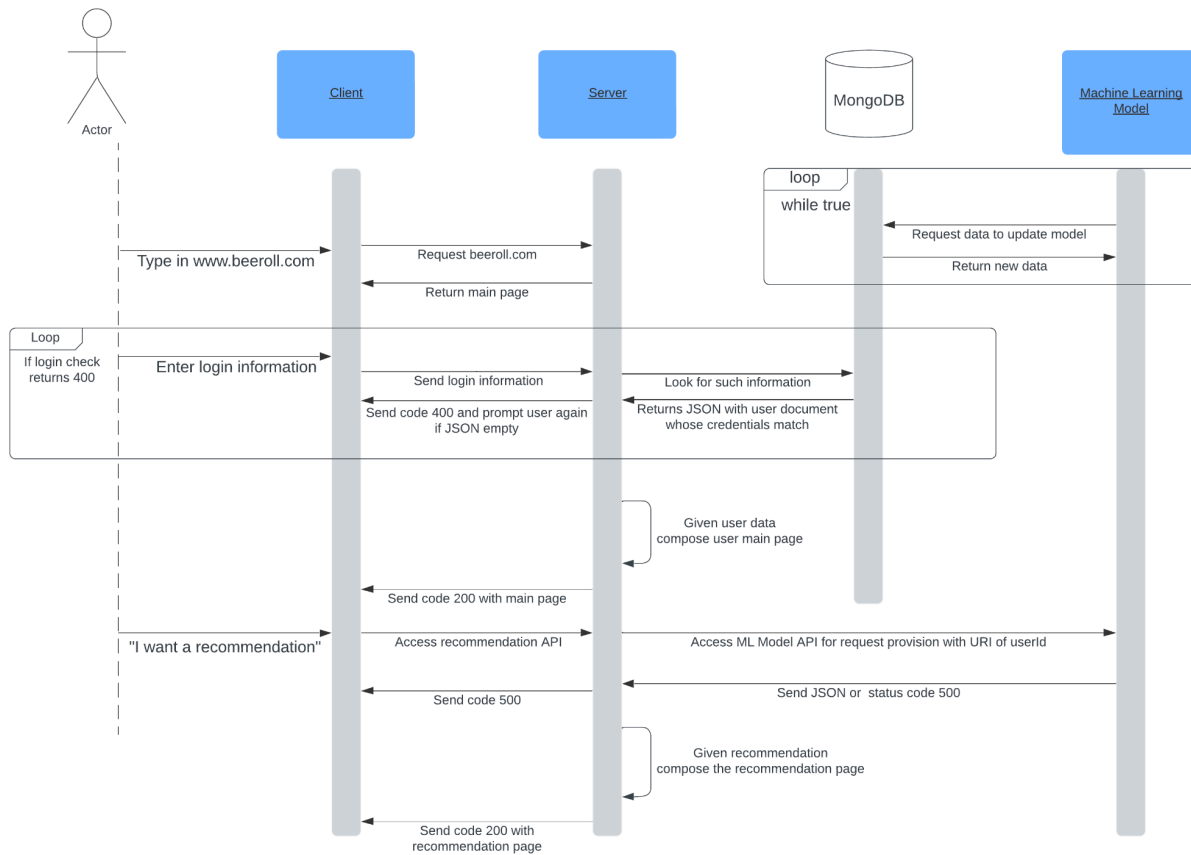 Actor
Client
Server
MongoDB
Machine Learning
Model
loop
while true
Request data to update model
Return new data
Type in www.beeroll.com
Request beeroll.com
Return main page
Loop
If login check
returns 400
Enter login information
Send login information
Look for such information
Send code 400 and prompt user again
if JSON empty
Returns JSON with user document
whose credentials match
Given user data
compose user main page
Send code 200 with main page
"I want a recommendation"
Access recommendation API
Access ML Model API for request provision with URI of userId
Send JSON or status code 500
Send code 500
Given recommendation
compose the recommendation page
Send code 200 with
recommendation page